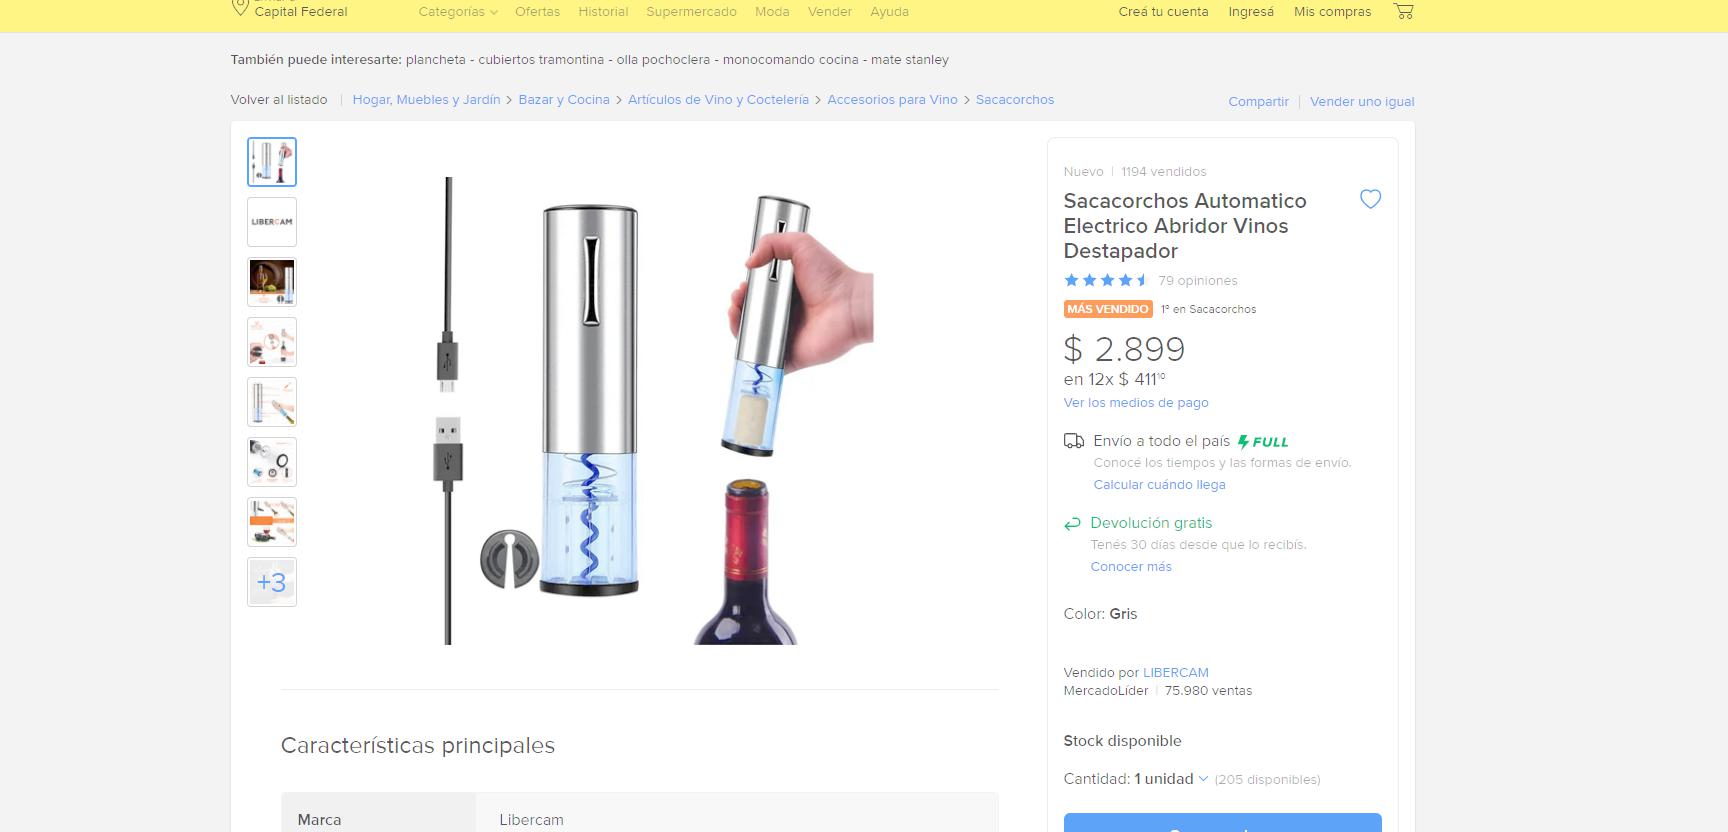 Capital Federal
Categorías
Ofertas
Historial
Supermercado
Moda
Vender
Ayuda
Creá tu cuenta
Ingresá
Mis compras
También puede interesarte: plancheta - cubiertos tramontina - olla pochoclera - monocomando cocina - mate stanley
Volver al listado | Hogar, Muebles y Jardín > Bazar y Cocina > Artículos de Vino y Coctelería > Accesorios para Vino > Sacacorchos
Compartir | Vender uno igual
LIBERCAM
+3
Nuevo | 1194 vendidos
Sacacorchos Automatico
Electrico Abridor Vinos
Destapador
79 opiniones
MÁS VENDIDO 1º en Sacacorchos
$ 2.899
en 12x $ 411¹⁰
Ver los medios de pago
Envío a todo el país FULL
Conocé los tiempos y las formas de envío.
Calcular cuándo llega
Devolución gratis
Tenés 30 días desde que lo recibís.
Conocer más
Color: Gris
Vendido por LIBERCAM
MercadoLíder | 75.980 ventas
Stock disponible
Cantidad: 1 unidad (205 disponibles)
Características principales
Marca
Libercam